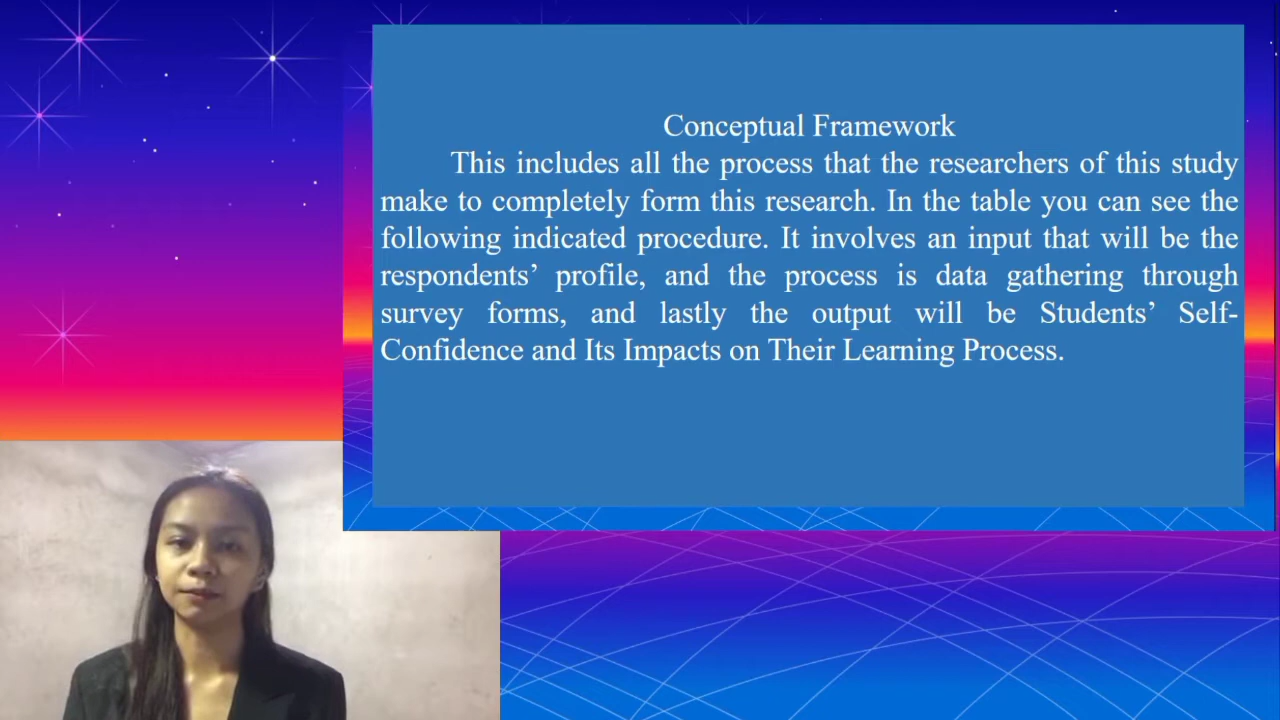 Conceptual Framework
This includes all the process that the researchers of this study
make to completely form this research. In the table you can see the
following indicated procedure. It involves an input that will be the
respondents’ profile, and the process is data gathering through
survey forms, and lastly the output will be Students’ Self-
Confidence and Its Impacts on Their Learning Process.